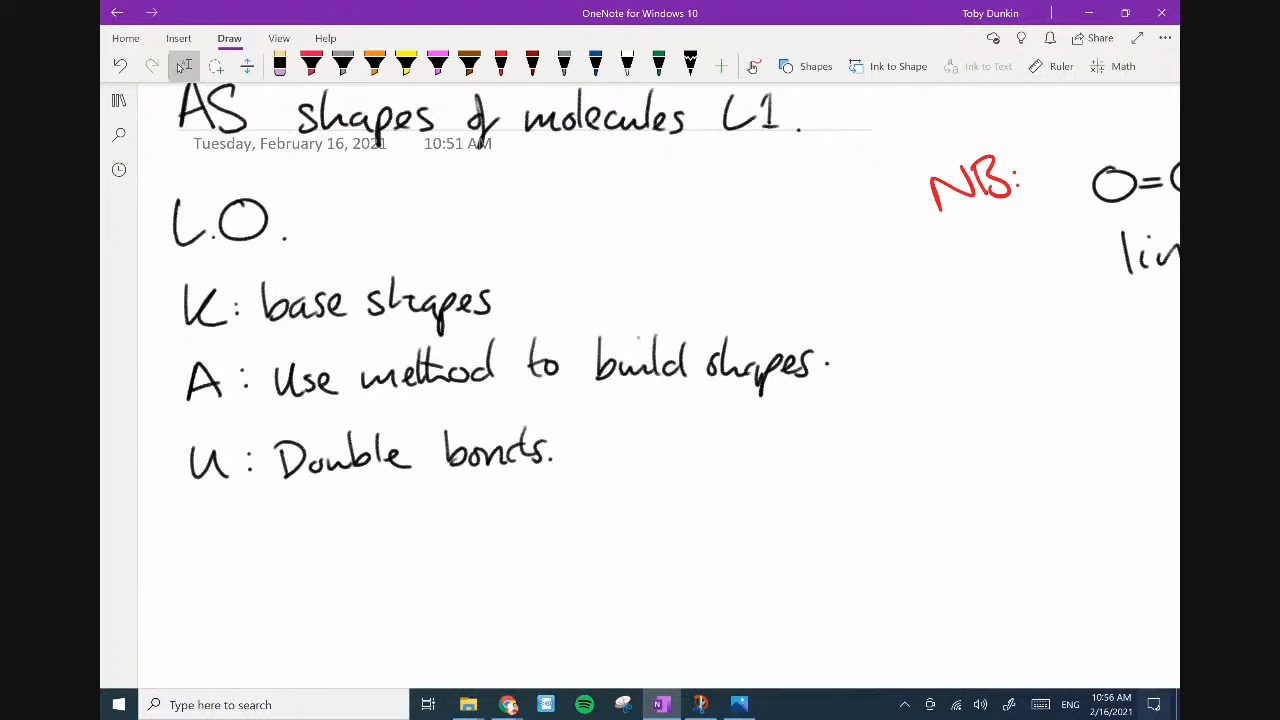 OneNote for Windows 10
Toby Dunkin
Home Insert Draw View Help
Share
Shapes Ink to Shape Ink to Text Ruler Math
AS shapes of molecules L1.
Tuesday, February 16, 2021 10:51 AM
NB:
O=
lin
L.O.
K: base shapes
A: Use method to build shapes.
U: Double bonds.
Type here to search
ENG
10:56 AM
2/16/2021